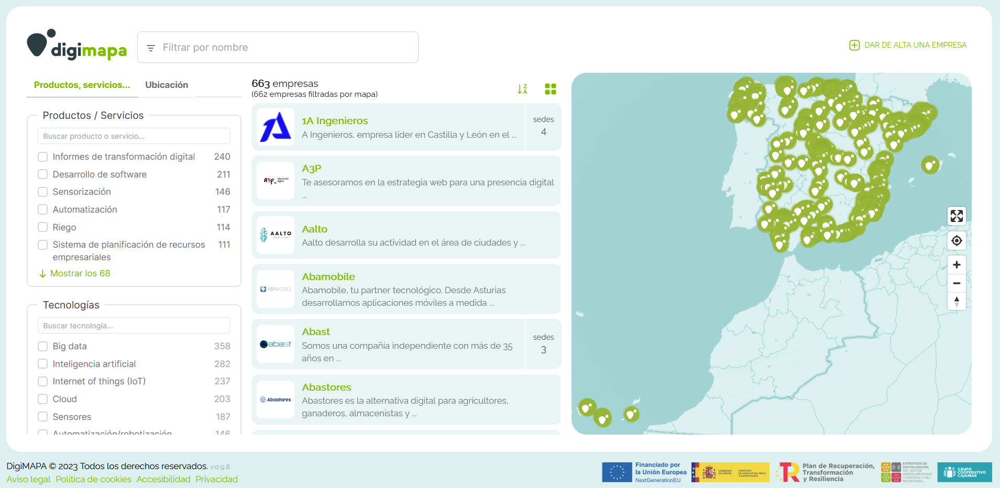 digimapa
Filtrar por nombre
DAR DE ALTA UNA EMPRESA
Productos, servicios...
Ubicación
Productos / Servicios
Buscar producto o servicio...
Informes de transformación digital 240
Desarrollo de software 211
Sensorización 146
Automatización 117
Riego 114
Sistema de planificación de recursos 111
empresariales
Mostrar los 68
Tecnologías
Buscar tecnología...
Big data 358
Inteligencia artificial 282
Internet of things (IoT) 237
Cloud 203
Sensores 187
Automatización/robotización 146
663 empresas
(662 empresas filtradas por mapa)
Z
A
1A Ingenieros
A Ingenieros, empresa líder en Castilla y León en el ...
sedes
4
a3p interacción
digital
A3P
Te asesoramos en la estrategia web para una presencia digital
...
AALTO
SMART LIVING
Aalto
Aalto desarrolla su actividad en el área de ciudades y ...
ABAMOBILE
Abamobile
Abamobile, tu partner tecnológico. Desde Asturias
desarrollamos aplicaciones móviles a medida ...
abast
Abast
Somos una compañía independiente con más de 35
años en ...
sedes
3
Abastores
Abastores
Abastores es la alternativa digital para agricultores,
ganaderos, almacenistas y ...
DigiMAPA © 2023 Todos los derechos reservados. v.0.9.8
Aviso legal Política de cookies Accesibilidad Privacidad
Financiado por
la Unión Europea
NextGenerationEU
GOBIERNO
DE ESPAÑA
MINISTERIO
DE AGRICULTURA, PESCA
Y ALIMENTACIÓN
Plan de Recuperación,
Transformación
y Resiliencia
ESTRATEGIA DE
DIGITALIZACIÓN
DEL SECTOR
AGROALIMENTARIO
Y FORESTAL Y DEL
MEDIO RURAL
GRUPO
COOPERATIVO
CAJAMAR